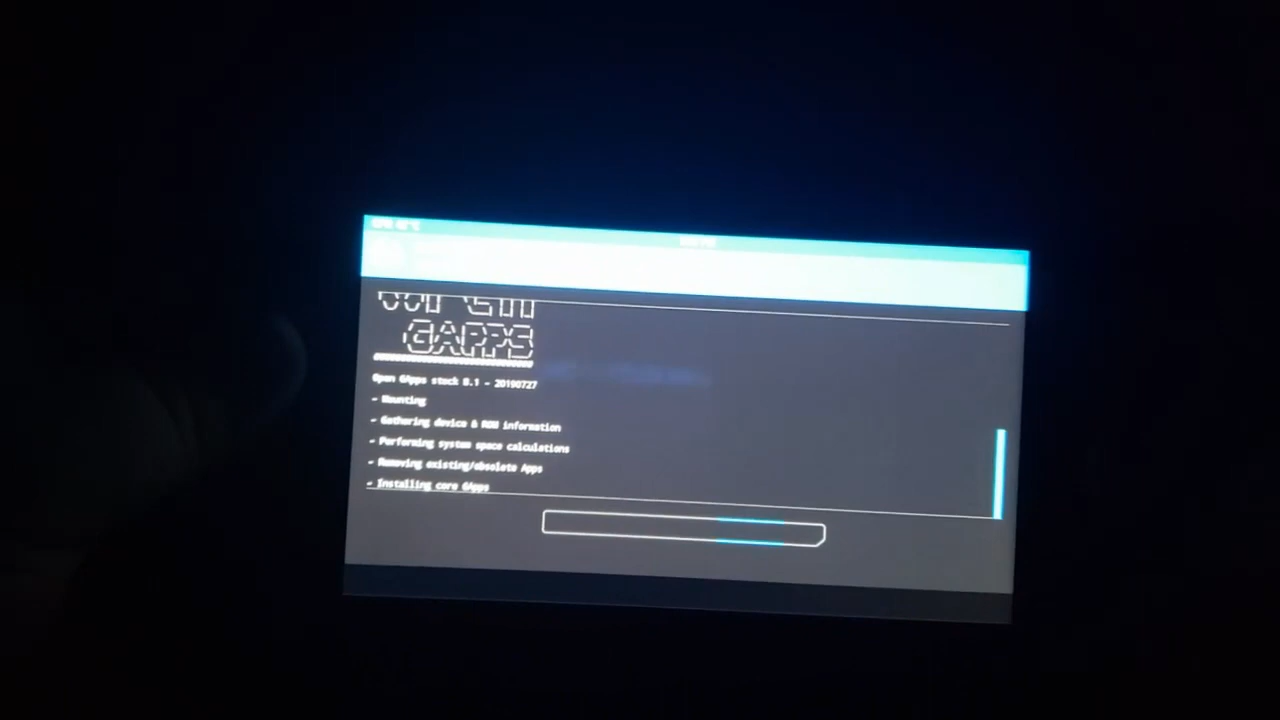 GAPPS
Open GApps stock 8.1 - 20190727
- Mounting
- Gathering device & ROM information
- Performing system space calculations
- Removing existing/obsolete Apps
- Installing core GApps